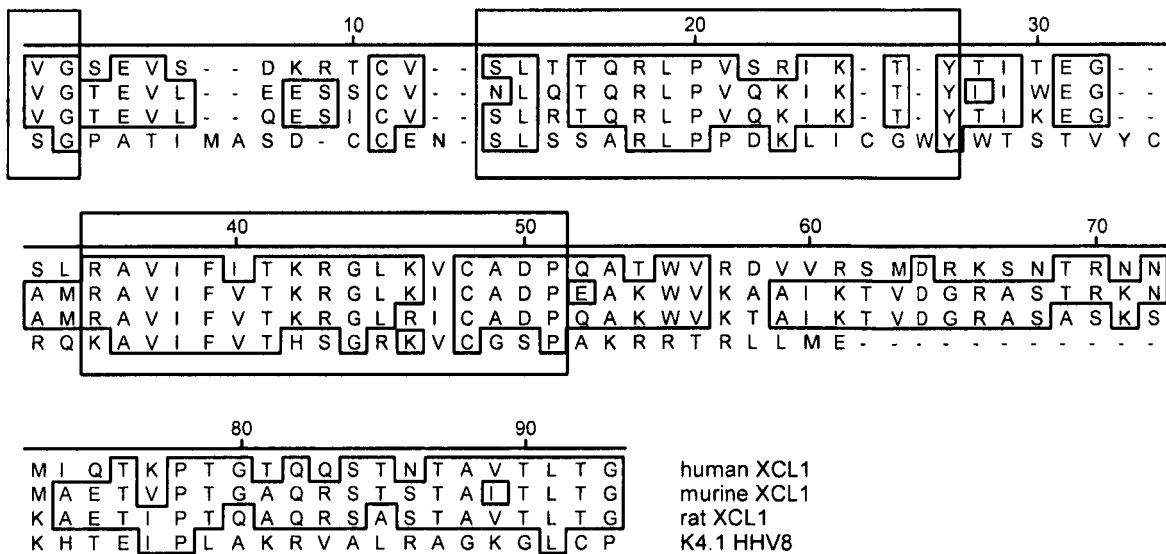 10 20 30
V G S E V S - - D K R T C V - - S L T T Q R L P V S R I K - T - Y T I T E G - -
V G T E V L - - E E S S C V - - N L Q T Q R L P V Q K I K - T - Y I I W E G - -
V G T E V L - - Q E S I C V - - S L R T Q R L P V Q K I K - T - Y T I K E G - -
S G P A T I M A S D - C C E N - S L S S A R L P P D K L I C G W Y W T S T V Y C
40 50 60 70
S L R A V I F I T K R G L K V C A D P Q A T W V R D V V R S M D R K S N T R N N
A M R A V I F V T K R G L K I C A D P E A K W V K A A I K T V D G R A S T R K N
A M R A V I F V T K R G L R I C A D P Q A K W V K T A I K T V D G R A S A S K S
R Q K A V I F V T H S G R K V C G S P A K R R T R L L M E - - - - - - - - - - -
80 90
M I Q T K P T G T Q Q S T N T A V T L T G human XCL1
M A E T V P T G A Q R S T S T A I T L T G murine XCL1
K A E T I P T Q A Q R S A S T A V T L T G rat XCL1
K H T E I P L A K R V A L R A G K G L C P K4.1 HHV8